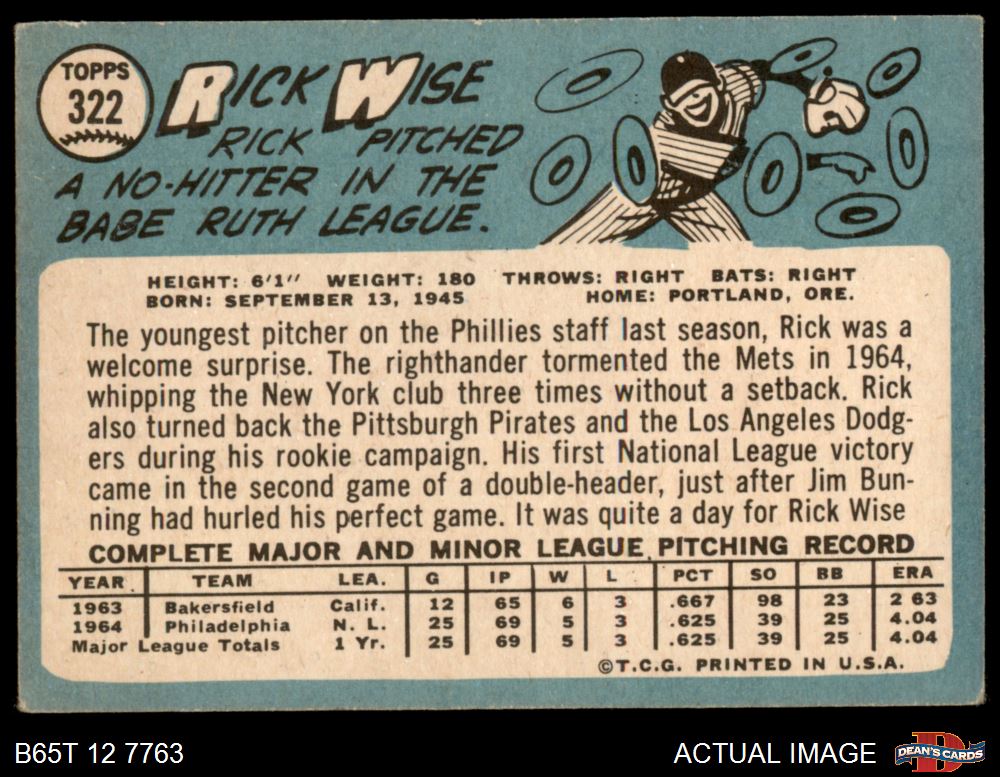 TOPPS
322
RICK WISE
RICK PITCHED
A NO-HITTER IN THE
BABE RUTH LEAGUE.
0 0 0 0 0 0 0
HEIGHT: 6'1" WEIGHT: 180 THROWS: RIGHT BATS: RIGHT
BORN: SEPTEMBER 13, 1945 HOME: PORTLAND, ORE.
The youngest pitcher on the Phillies staff last season, Rick was a
welcome surprise. The righthander tormented the Mets in 1964,
whipping the New York club three times without a setback. Rick
also turned back the Pittsburgh Pirates and the Los Angeles Dodg-
ers during his rookie campaign. His first National League victory
came in the second game of a double-header, just after Jim Bun-
ning had hurled his perfect game. It was quite a day for Rick Wise
COMPLETE MAJOR AND MINOR LEAGUE PITCHING RECORD
YEAR TEAM LEA. G IP W L PCT SO BB ERA
1963 Bakersfield Calif. 12 65 6 3 .667 98 23 2 63
1964 Philadelphia N. L. 25 69 5 3 .625 39 25 4.04
Major League Totals 1 Yr. 25 69 5 3 .625 39 25 4.04
©T.C.G. PRINTED IN U.S.A.
B65T 12 7763 ACTUAL IMAGE D DEAN'S CARDS